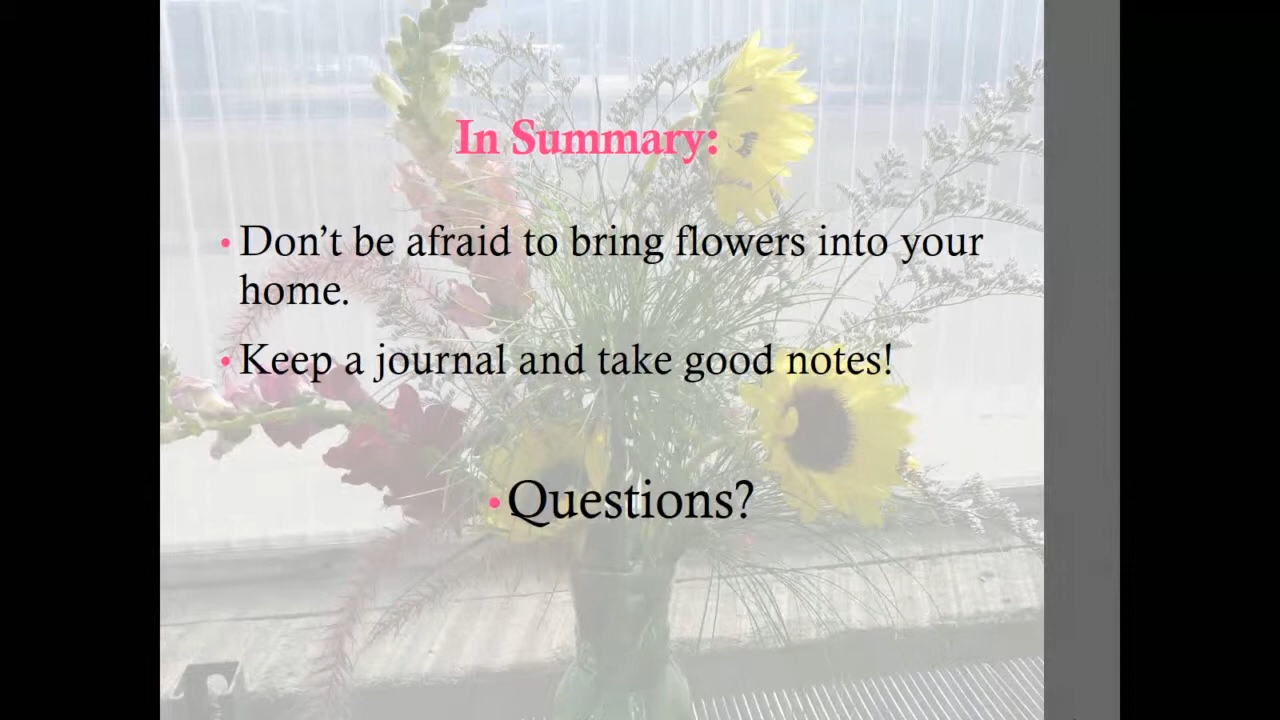 In Summary:
• Don’t be afraid to bring flowers into your
home.
• Keep a journal and take good notes!
• Questions?